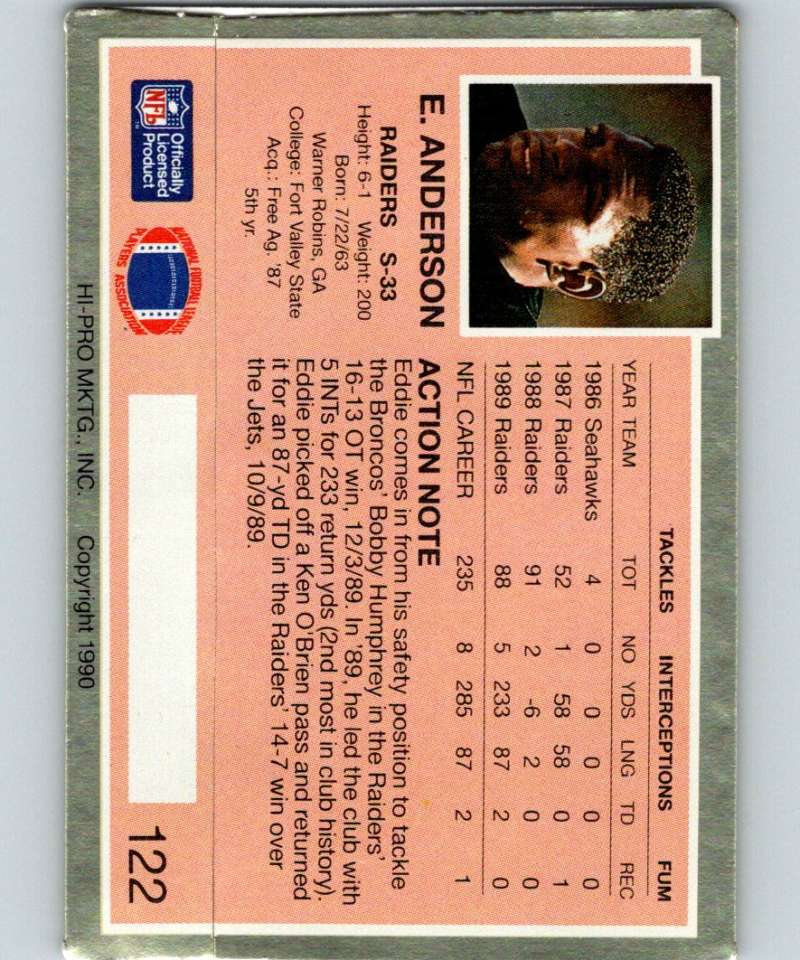 E. ANDERSON
RAIDERS S-33
Height: 6-1 Weight: 200
Born: 7/22/63
Warner Robins, GA
College: Fort Valley State
Acq.: Free Ag. '87
5th yr.
NFL
Officially
Licensed
Product
NATIONAL FOOTBALL LEAGUE
PLAYERS ASSOCIATION
TACKLES INTERCEPTIONS FUM
YEAR TEAM TOT NO YDS LNG TD REC
1986 Seahawks 4 0 0 0 0 0
1987 Raiders 52 1 58 58 0 1
1988 Raiders 91 2 -6 2 0 0
1989 Raiders 88 5 233 87 2 0
NFL CAREER 235 8 285 87 2 1
ACTION NOTE
Eddie comes in from his safety position to tackle
the Broncos' Bobby Humphrey in the Raiders'
16-13 OT win, 12/3/89. In '89, he led the club with
5 INTs for 233 return yds (2nd most in club history).
Eddie picked off a Ken O'Brien pass and returned
it for an 87-yd TD in the Raiders' 14-7 win over
the Jets, 10/9/89.
122
HI-PRO MKTG., INC. Copyright 1990